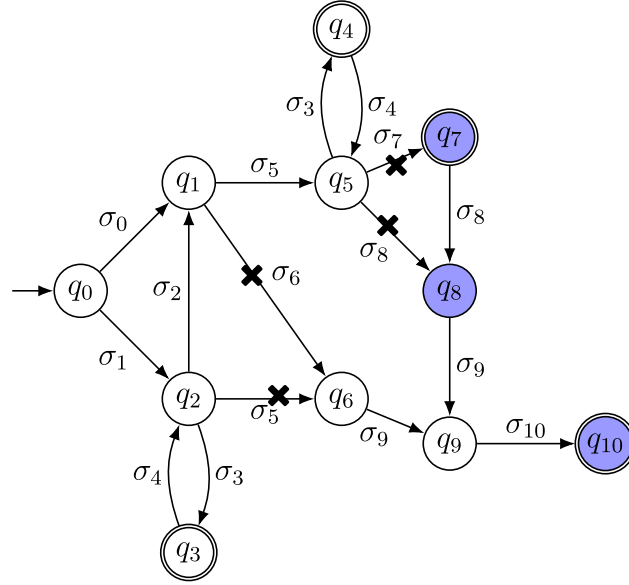 q₄
σ₃
σ₄
σ₇
q₇
q₁
σ₅
q₅
σ₀
σ₈
σ₈
q₀
σ₂
σ₆
q₈
σ₁
σ₉
q₂
σ₅
q₆
σ₉
q₉
σ₁₀
q₁₀
σ₄
σ₃
q₃